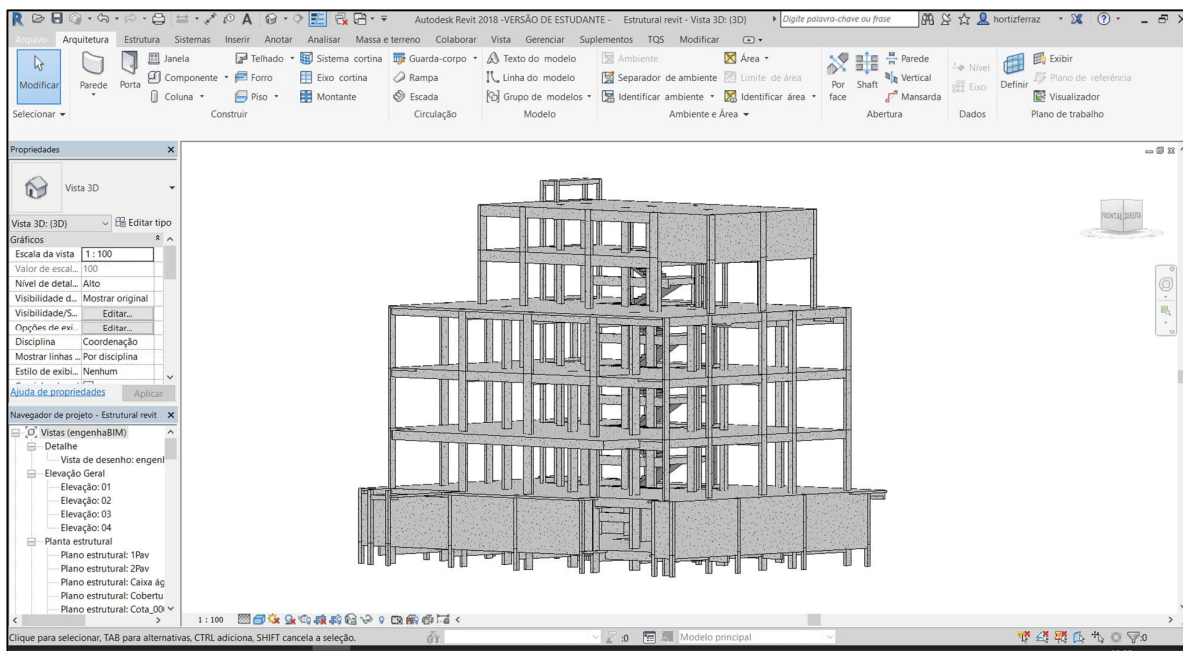 Autodesk Revit 2018 -VERSÃO DE ESTUDANTE - Estrutural revit - Vista 3D: {3D} Digite palavra-chave ou frase hortizferraz
Arquivo Arquitetura Estrutura Sistemas Inserir Anotar Analisar Massa e terreno Colaborar Vista Gerenciar Suplementos TQS Modificar
Modificar
Selecionar
Parede
Porta
Janela
Componente
Coluna
Telhado
Forro
Piso
Sistema cortina
Eixo cortina
Montante
Construir
Guarda-corpo
Rampa
Escada
Circulação
Texto do modelo
Linha do modelo
Grupo de modelos
Modelo
Ambiente
Separador de ambiente
Identificar ambiente
Área
Limite de área
Identificar área
Ambiente e Área
Por face
Shaft
Parede
Vertical
Mansarda
Abertura
Nível
Eixo
Dados
Definir
Exibir
Plano de referência
Visualizador
Plano de trabalho
Propriedades
Vista 3D
Vista 3D: {3D} Editar tipo
Gráficos
Escala da vista 1 : 100
Valor de escal... 100
Nível de detal... Alto
Visibilidade d... Mostrar original
Visibilidade/S... Editar...
Opções de exi... Editar...
Disciplina Coordenação
Mostrar linhas ... Por disciplina
Estilo de exibi... Nenhum
Ajuda de propriedades Aplicar
Navegador de projeto - Estrutural revit
Vistas (engenhaBIM)
Detalhe
Vista de desenho: engenl
Elevação Geral
Elevação: 01
Elevação: 02
Elevação: 03
Elevação: 04
Planta estrutural
Plano estrutural: 1Pav
Plano estrutural: 2Pav
Plano estrutural: Caixa ág
Plano estrutural: Cobertu
Plano estrutural: Cota_00
FRONTAL DIREITA
1 : 100
Clique para selecionar, TAB para alternativas, CTRL adiciona, SHIFT cancela a seleção. :0 Modelo principal :0